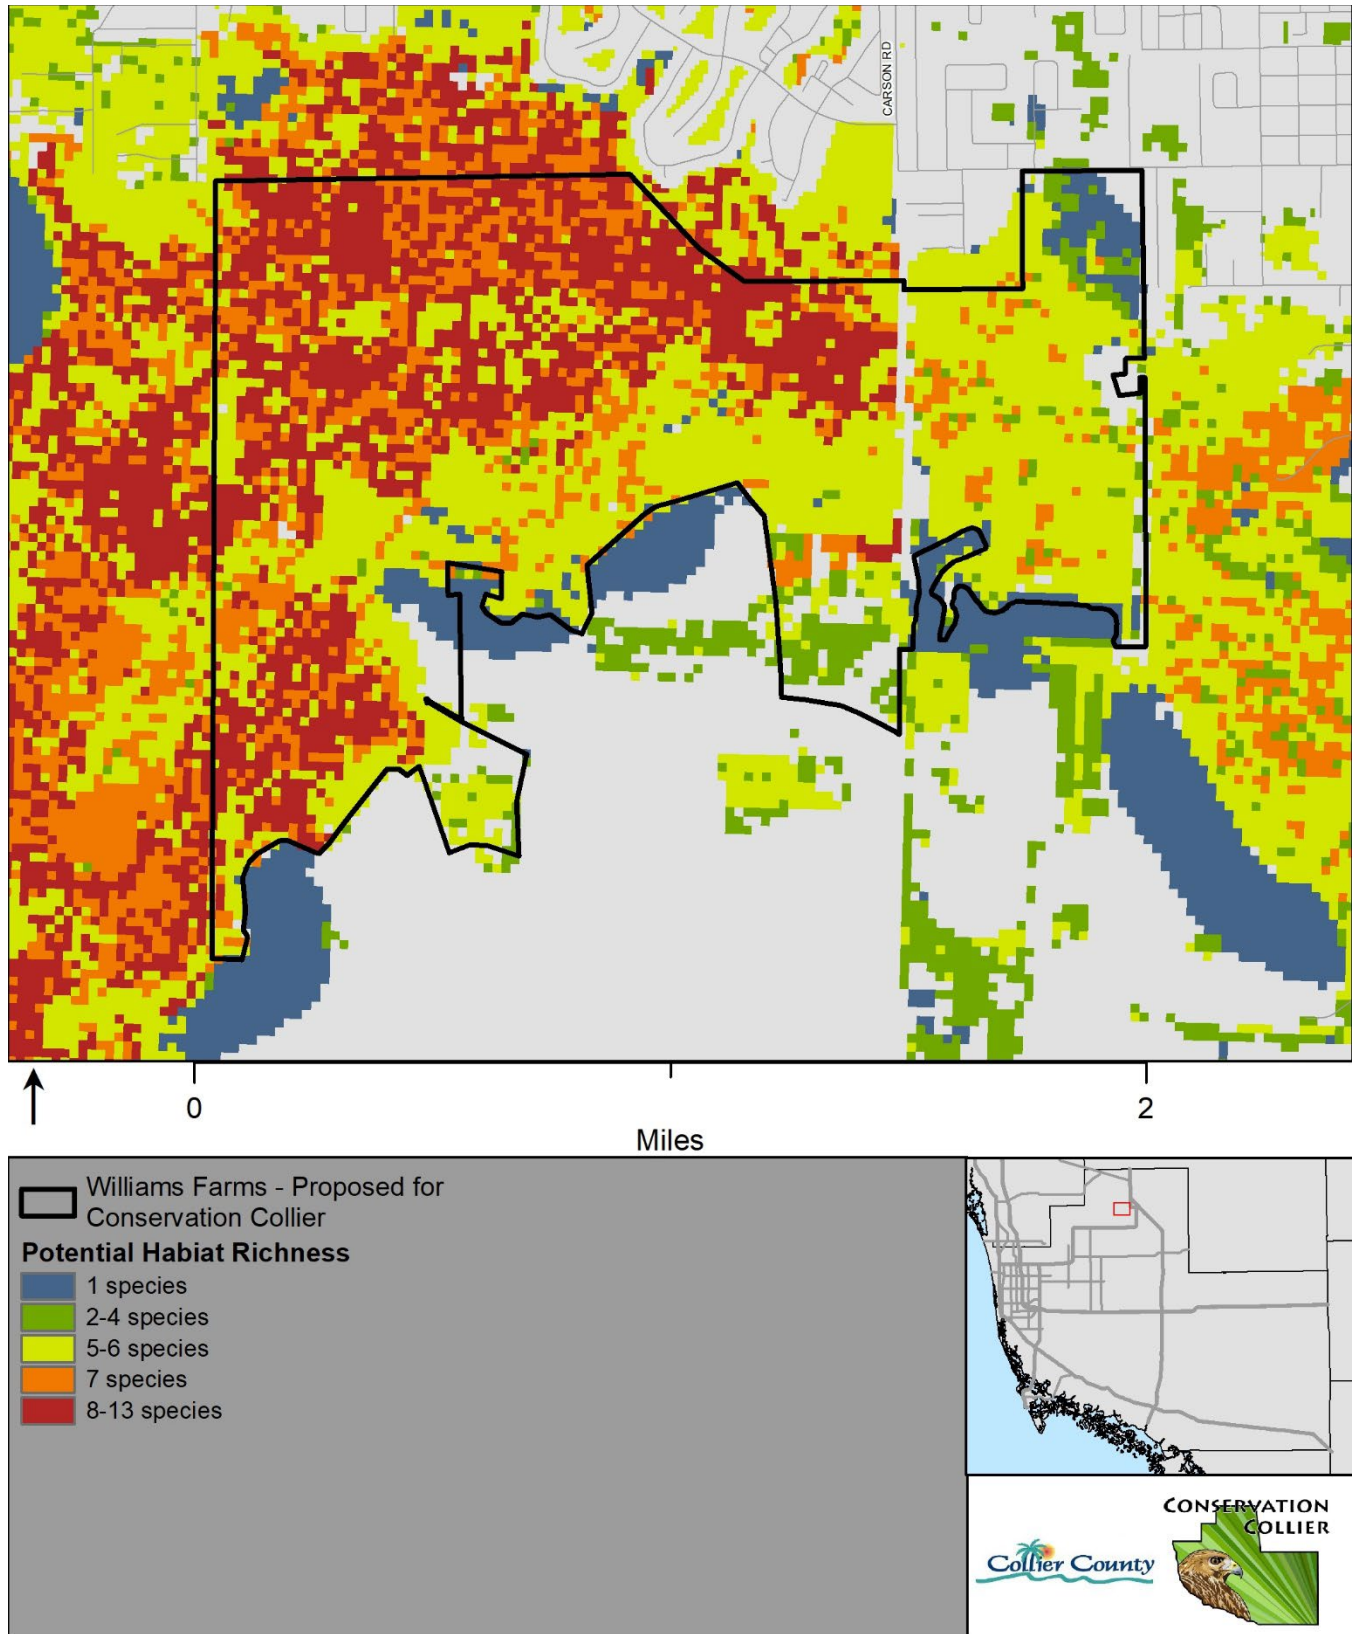 CARSON RD
0
2
Miles
Williams Farms - Proposed for
Conservation Collier
Potential Habiat Richness
1 species
2-4 species
5-6 species
7 species
8-13 species
CONSERVATION
COLLIER
Collier County